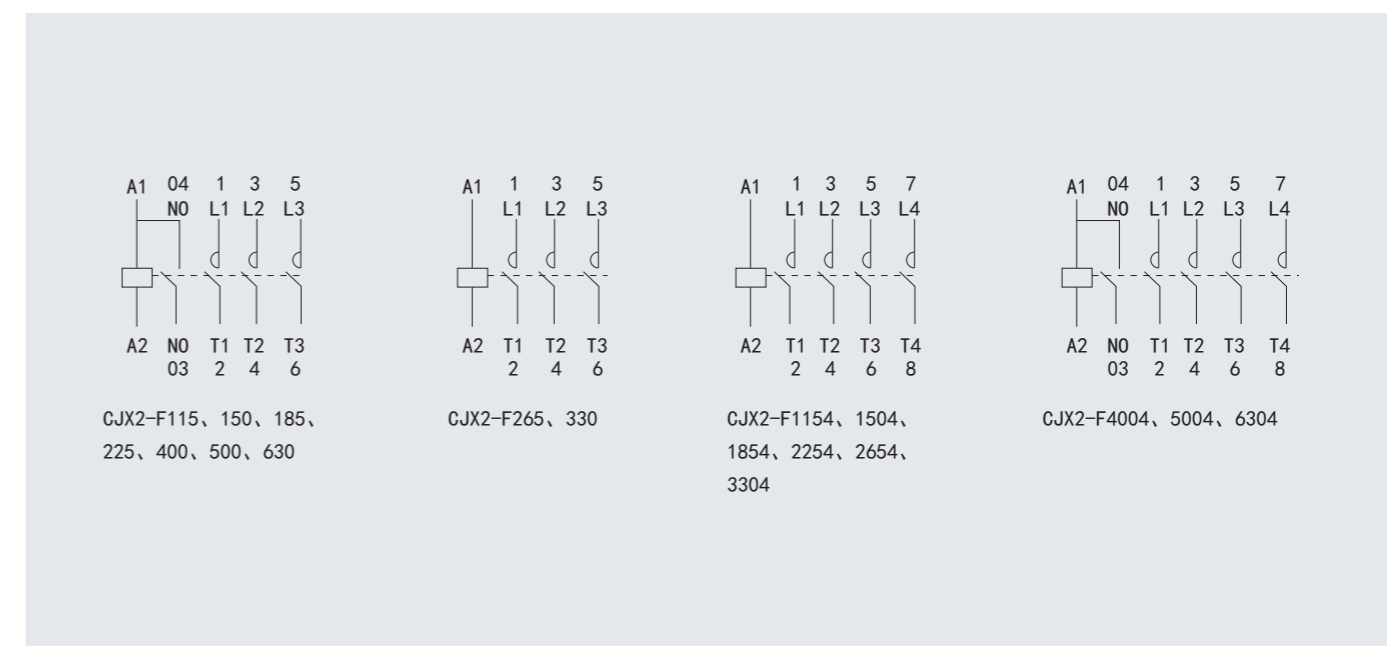 A1 04 1 3 5
NO L1 L2 L3
A2 NO T1 T2 T3
03 2 4 6
CJX2-F115、150、185、
225、400、500、630
A1 1 3 5
L1 L2 L3
A2 T1 T2 T3
2 4 6
CJX2-F265、330
A1 1 3 5 7
L1 L2 L3 L4
A2 T1 T2 T3 T4
2 4 6 8
CJX2-F1154、1504、
1854、2254、2654、
3304
A1 04 1 3 5 7
NO L1 L2 L3 L4
A2 NO T1 T2 T3 T4
03 2 4 6 8
CJX2-F4004、5004、6304